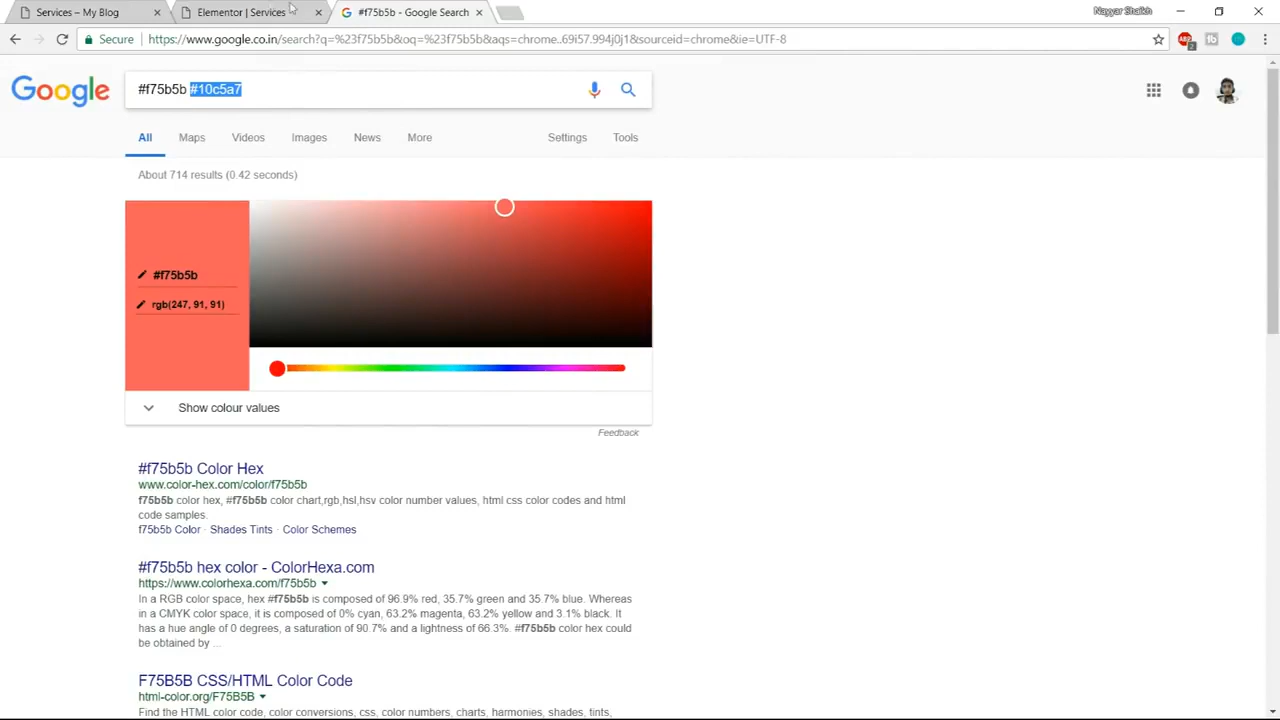 Services – My Blog
Elementor | Services
#f75b5b - Google Search
Nayyar Shaikh
Secure
https://www.google.co.in/search?q=%23f75b5b&oq=%23f75b5b&aqs=chrome..69i57.994j0j1&sourceid=chrome&ie=UTF-8
Google
#f75b5b #10c5a7
All
Maps
Videos
Images
News
More
Settings
Tools
About 714 results (0.42 seconds)
#f75b5b
rgb(247, 91, 91)
Show colour values
Feedback
#f75b5b Color Hex
www.color-hex.com/color/f75b5b
f75b5b color hex, #f75b5b color chart,rgb,hsl,hsv color number values, html css color codes and html
code samples.
f75b5b Color · Shades Tints · Color Schemes
#f75b5b hex color - ColorHexa.com
https://www.colorhexa.com/f75b5b
In a RGB color space, hex #f75b5b is composed of 96.9% red, 35.7% green and 35.7% blue. Whereas
in a CMYK color space, it is composed of 0% cyan, 63.2% magenta, 63.2% yellow and 3.1% black. It
has a hue angle of 0 degrees, a saturation of 90.7% and a lightness of 66.3%. #f75b5b color hex could
be obtained by ...
F75B5B CSS/HTML Color Code
html-color.org/F75B5B
Find the HTML color code, color conversions, css, color numbers, charts, harmonies, shades, tints,